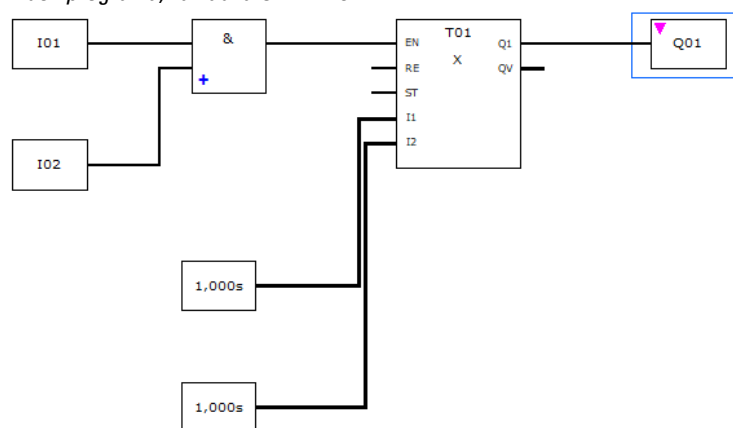 I01
&
+
I02
T01
X
EN
RE
ST
I1
I2
Q1
QV
Q01
1,000s
1,000s